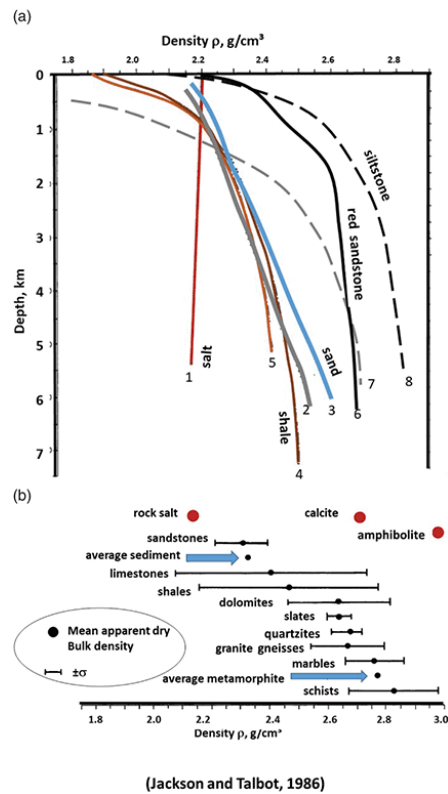 (a)
Density ρ, g/cm³
1.8 2.0 2.2 2.4 2.6 2.8
0
1
2
3
4
5
6
7
Depth, km
salt
shale
sand
red sandstone
siltstone
1
5
2
3
4
6
7
8
(b)
rock salt
calcite
amphibolite
sandstones
average sediment
limestones
shales
dolomites
slates
quartzites
granite gneisses
marbles
average metamorphite
schists
Mean apparent dry
Bulk density
±σ
1.8 2.0 2.2 2.4 2.6 2.8 3.0
Density ρ, g/cm³
(Jackson and Talbot, 1986)